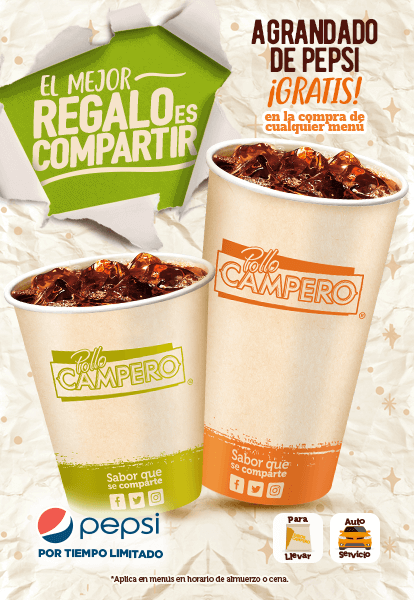 EL MEJOR
REGALO ES
COMPARTIR
AGRANDADO
DE PEPSI
¡GRATIS!
en la compra de
cualquier menú
Pollo
CAMPERO®
Sabor que
se comparte
Pollo
CAMPERO®
Sabor que
se comparte
pepsi
POR TIEMPO LIMITADO
Para
Llevar
Auto
Servicio
*Aplica en menús en horario de almuerzo o cena.